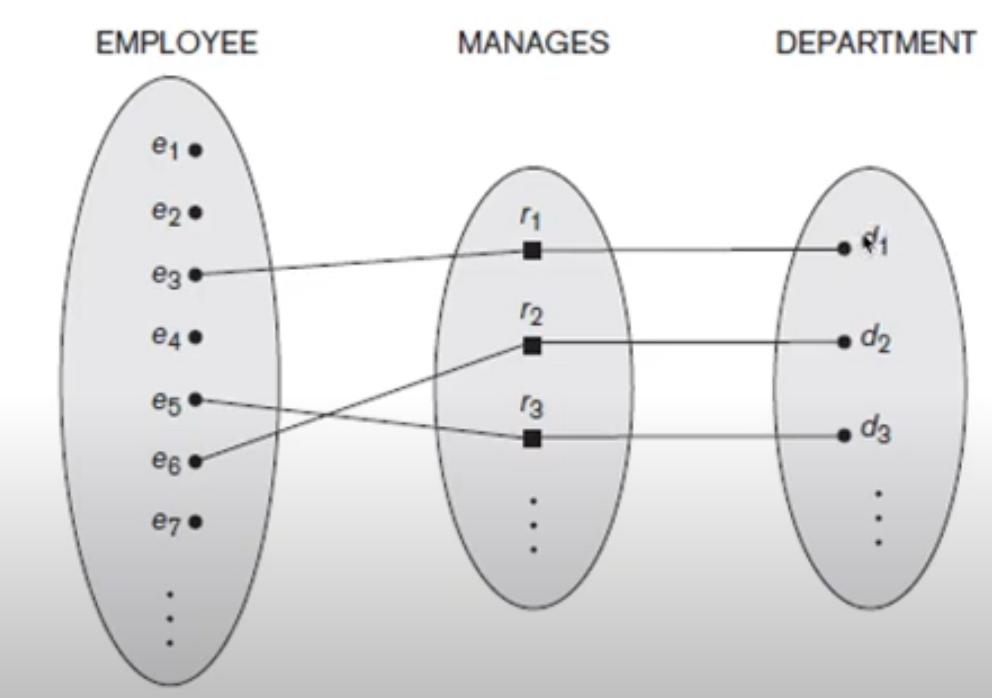 EMPLOYEE MANAGES DEPARTMENT
e1
e2
e3
e4
e5
e6
e7
r1
r2
r3
d1
d2
d3